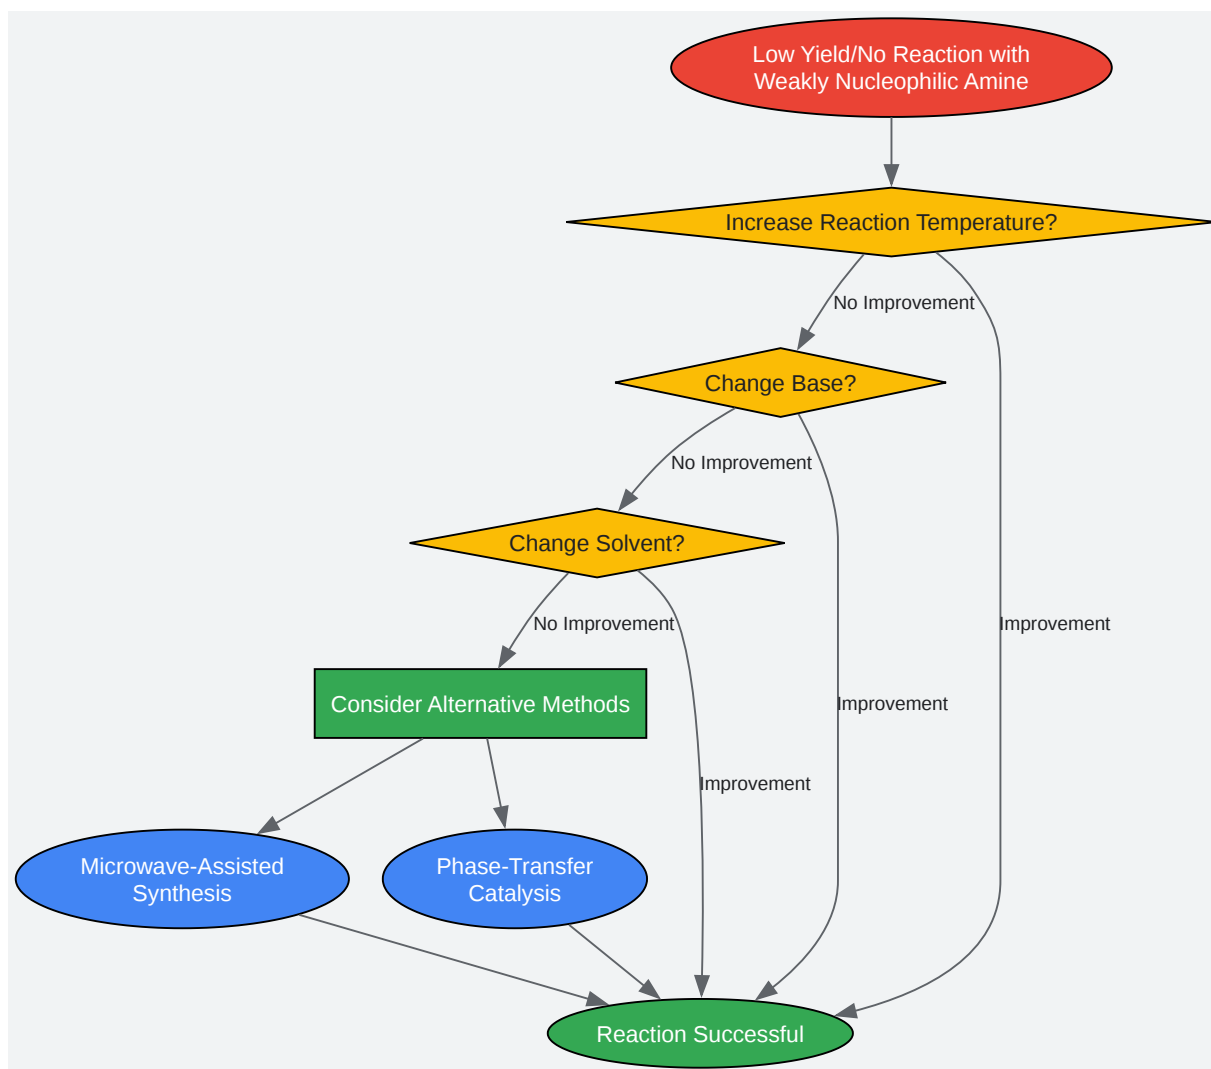 Low Yield/No Reaction with
Weakly Nucleophilic Amine
Increase Reaction Temperature?
No Improvement
Change Base?
No Improvement
Change Solvent?
No Improvement
Improvement
Consider Alternative Methods
Improvement
Improvement
Microwave-Assisted
Synthesis
Phase-Transfer
Catalysis
Reaction Successful